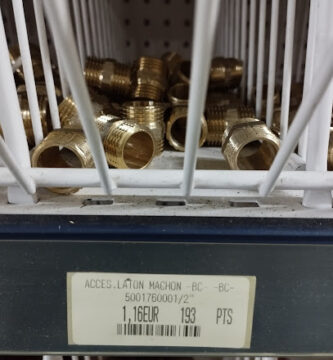 ACCES.LATON MACHON -BC- -BC-
5001760001/2"
1,16EUR 193 PTS